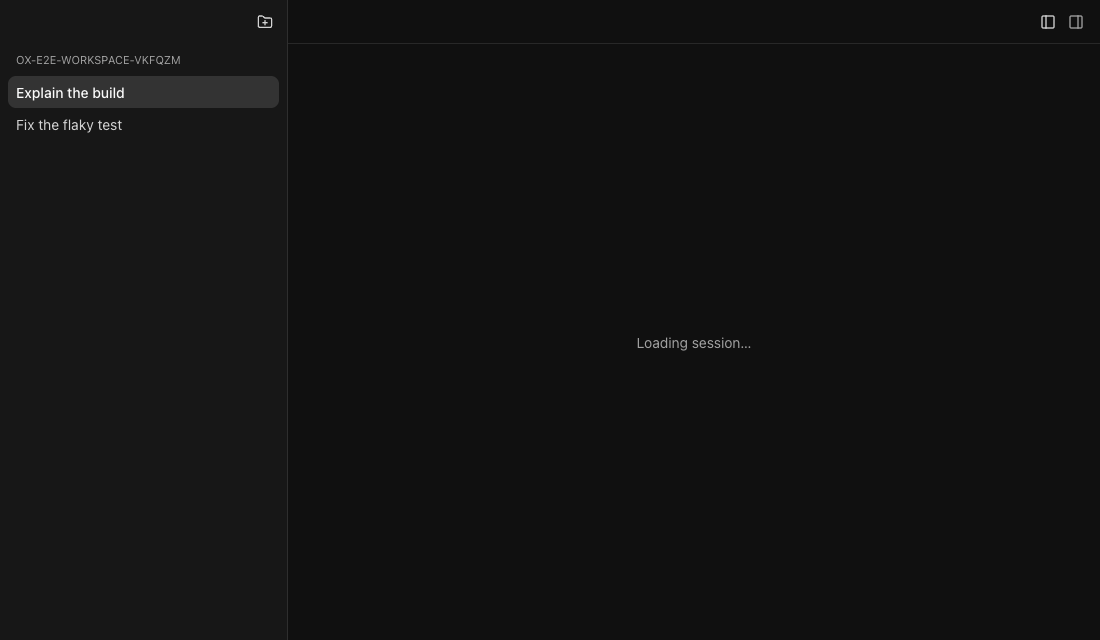 OX-E2E-WORKSPACE-VKFQZM
Explain the build
Fix the flaky test
Loading session...